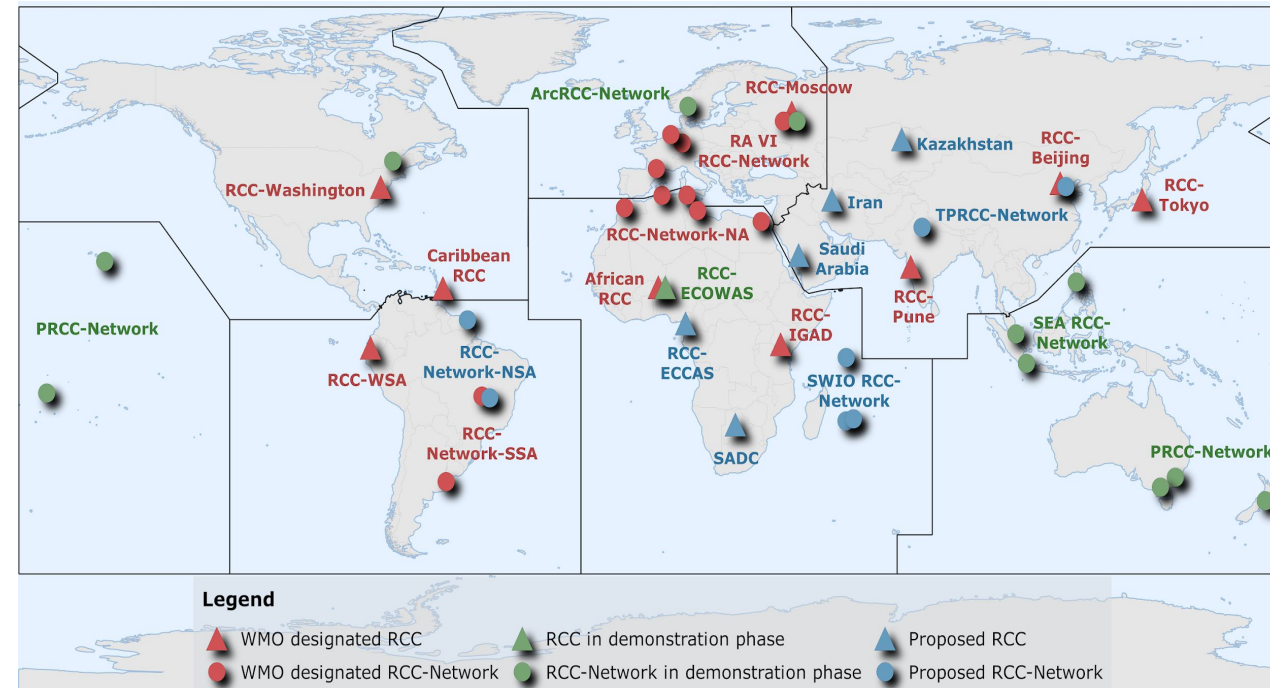 ArcRCC-Network
RCC-Moscow
RA VI
RCC-Network
Kazakhstan
RCC-
Beijing
RCC-
Tokyo
RCC-Washington
Iran
TPRCC-Network
RCC-Network-NA
Saudi
Arabia
Caribbean
RCC
African
RCC
RCC-
ECOWAS
RCC-
IGAD
RCC-
Pune
PRCC-Network
SEA RCC-
Network
RCC-WSA
RCC-
Network-NSA
RCC-
ECCAS
SWIO RCC-
Network
RCC-
Network-SSA
SADC
PRCC-Network
Legend
WMO designated RCC
RCC in demonstration phase
Proposed RCC
WMO designated RCC-Network
RCC-Network in demonstration phase
Proposed RCC-Network